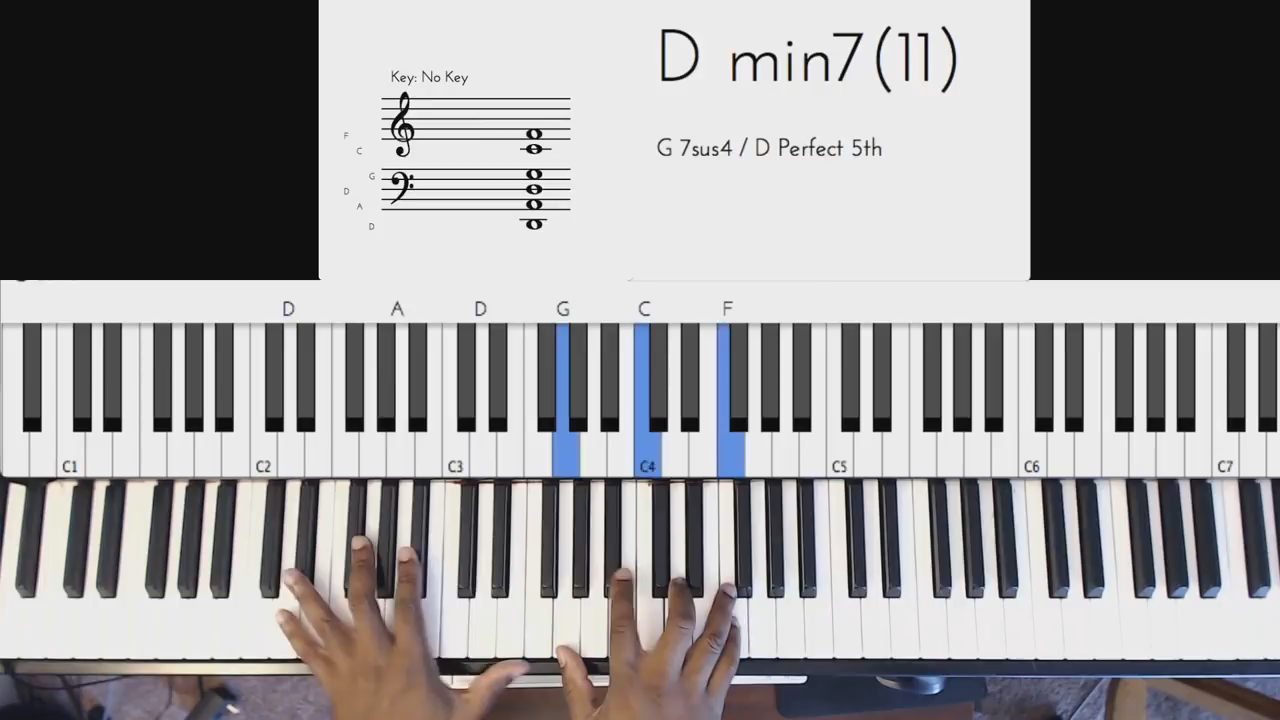 D min7(11)
Key: No Key
G 7sus4 / D Perfect 5th
F
C
G
D
A
D
D A D G C F
C1 C2 C3 C4 C5 C6 C7